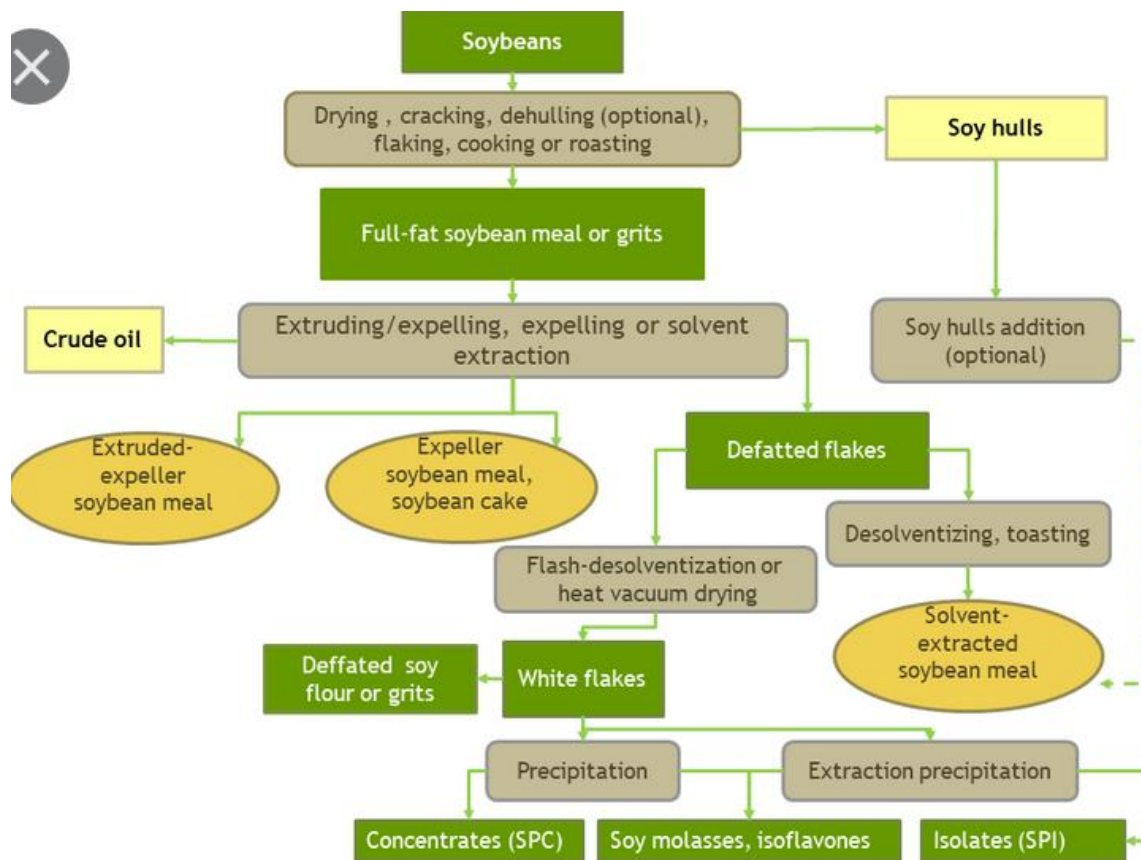 Soybeans
Drying , cracking, dehulling (optional),
flaking, cooking or roasting
Soy hulls
Full-fat soybean meal or grits
Crude oil
Extruding/expelling, expelling or solvent
extraction
Soy hulls addition
(optional)
Extruded-
expeller
soybean meal
Expeller
soybean meal,
soybean cake
Defatted flakes
Desolventizing, toasting
Flash-desolventization or
heat vacuum drying
Solvent-
extracted
soybean meal
Deffated soy
flour or grits
White flakes
Precipitation
Extraction precipitation
Concentrates (SPC)
Soy molasses, isoflavones
Isolates (SPI)